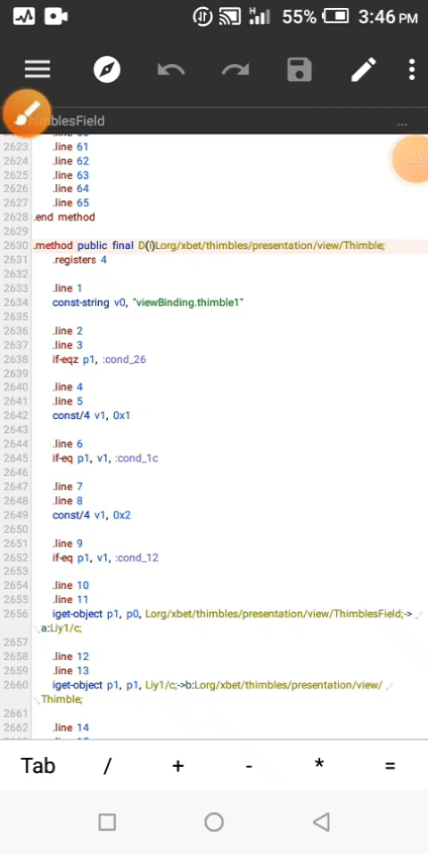 H 55% 3:46 PM
himblesField ...
2623 .line 61
2624 .line 62
2625 .line 63
2626 .line 64
2627 .line 65
2628 .end method
2629
2630 .method public final D(I)Lorg/xbet/thimbles/presentation/view/Thimble;
2631 .registers 4
2632
2633 .line 1
2634 const-string v0, "viewBinding.thimble1"
2635
2636 .line 2
2637 .line 3
2638 if-eqz p1, :cond_26
2639
2640 .line 4
2641 .line 5
2642 const/4 v1, 0x1
2643
2644 .line 6
2645 if-eq p1, v1, :cond_1c
2646
2647 .line 7
2648 .line 8
2649 const/4 v1, 0x2
2650
2651 .line 9
2652 if-eq p1, v1, :cond_12
2653
2654 .line 10
2655 .line 11
2656 iget-object p1, p0, Lorg/xbet/thimbles/presentation/view/ThimblesField;->
a:Liy1/c;
2657
2658 .line 12
2659 .line 13
2660 iget-object p1, p1, Liy1/c;->b:Lorg/xbet/thimbles/presentation/view/
Thimble;
2661
2662 .line 14
Tab / + - * =